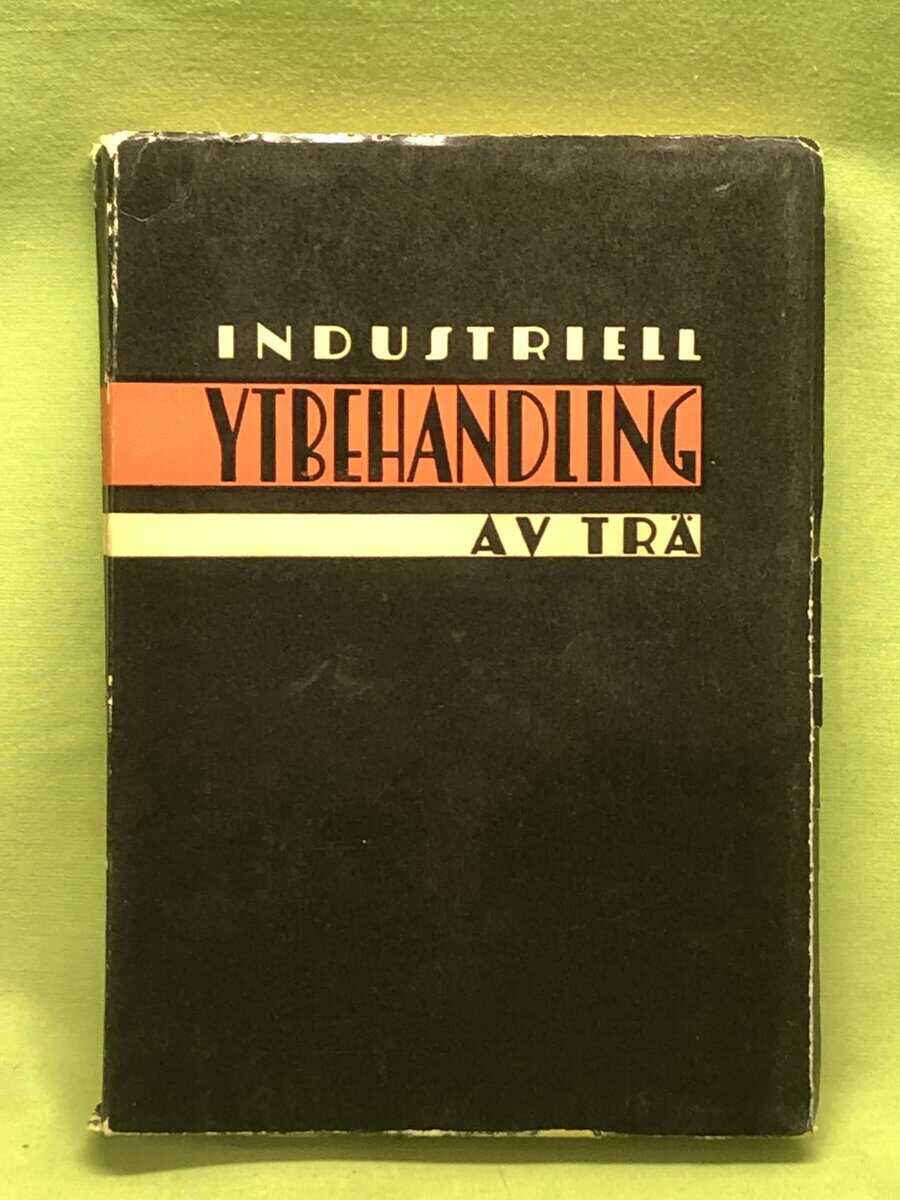 INDUSTRIELL
YTBEHANDLING
AV TRÄ